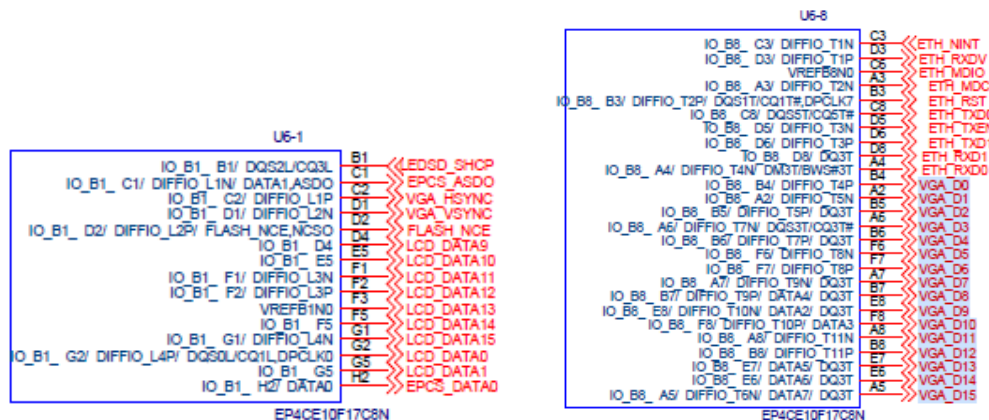 U6-1
IO_B1_ B1/ DQS2L/CQ3L B1 LEDSD_SHCP
IO_B1_ C1/ DIFFIO_L1N/ DATA1,ASDO C1 EPCS_ASDO
IO_B1_ C2/ DIFFIO_L1P C2 VGA_HSYNC
IO_B1_ D1/ DIFFIO_L2N D1 VGA_VSYNC
IO_B1_ D2/ DIFFIO_L2P/ FLASH_NCE,NCSO D2 FLASH_NCE
IO_B1_ D4 D4 LCD_DATA9
IO_B1_ E5 E5 LCD_DATA10
IO_B1_ F1/ DIFFIO_L3N F1 LCD_DATA11
IO_B1_ F2/ DIFFIO_L3P F2 LCD_DATA12
VREFB1N0 F3 LCD_DATA13
IO_B1_ F5 F5 LCD_DATA14
IO_B1_ G1/ DIFFIO_L4N G1 LCD_DATA15
IO_B1_ G2/ DIFFIO_L4P/ DQS0L/CQ1L,DPCLK0 G2 LCD_DATA0
IO_B1_ G5 G5 LCD_DATA1
IO_B1_ H2/ DATA0 H2 EPCS_DATA0
EP4CE10F17C8N
U6-8
IO_B8_ C3/ DIFFIO_T1N C3 ETH_NINT
IO_B8_ D3/ DIFFIO_T1P D3 ETH_RXDV
VREFB8N0 C6 ETH_MDIO
IO_B8_ A3/ DIFFIO_T2N A3 ETH_MDC
IO_B8_ B3/ DIFFIO_T2P/ DQS1T/CQ1T#,DPCLK7 B3 ETH_RST
IO_B8_ C8/ DQS5T/CQ5T# C8 ETH_TXD0
IO_B8_ D5/ DIFFIO_T3N D5 ETH_TXEN
IO_B8_ D6/ DIFFIO_T3P D6 ETH_TXD1
IO_B8_ D8/ DQ3T D8 ETH_RXD1
IO_B8_ A4/ DIFFIO_T4N/ DM3T/BWS#3T A4 ETH_RXD0
IO_B8_ B4/ DIFFIO_T4P B4 VGA_D0
IO_B8_ A2/ DIFFIO_T5N A2 VGA_D1
IO_B8_ B5/ DIFFIO_T5P/ DQ3T B5 VGA_D2
IO_B8_ A6/ DIFFIO_T7N/ DQS3T/CQ3T# A6 VGA_D3
IO_B8_ B6/ DIFFIO_T7P/ DQ3T B6 VGA_D4
IO_B8_ F6/ DIFFIO_T8N F6 VGA_D5
IO_B8_ F7/ DIFFIO_T8P F7 VGA_D6
IO_B8_ A7/ DIFFIO_T9N/ DQ3T A7 VGA_D7
IO_B8_ B7/ DIFFIO_T9P/ DATA4/ DQ3T B7 VGA_D8
IO_B8_ E8/ DIFFIO_T10N/ DATA2/ DQ3T E8 VGA_D9
IO_B8_ F8/ DIFFIO_T10P/ DATA3 F8 VGA_D10
IO_B8_ A8/ DIFFIO_T11N A8 VGA_D11
IO_B8_ B8/ DIFFIO_T11P B8 VGA_D12
IO_B8_ E7/ DATA5/ DQ3T E7 VGA_D13
IO_B8_ E6/ DATA6/ DQ3T E6 VGA_D14
IO_B8_ A5/ DIFFIO_T6N/ DATA7/ DQ3T A5 VGA_D15
EP4CE10F17C8N